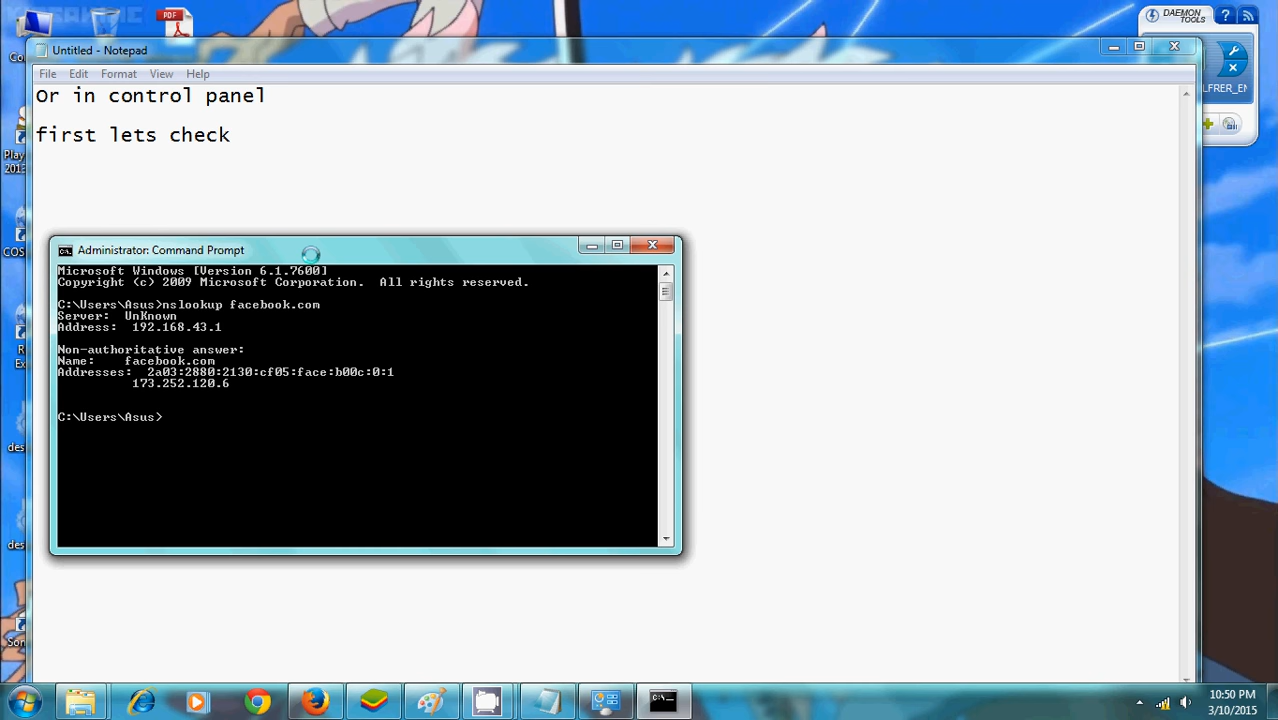 PDF
DAEMON TOOLS
Untitled - Notepad
File Edit Format View Help
Or in control panel
first lets check
Administrator: Command Prompt
Microsoft Windows [Version 6.1.7600]
Copyright (c) 2009 Microsoft Corporation. All rights reserved.
C:\Users\Asus>nslookup facebook.com
Server: UnKnown
Address: 192.168.43.1
Non-authoritative answer:
Name: facebook.com
Addresses: 2a03:2880:2130:cf05:face:b00c:0:1
173.252.120.6
C:\Users\Asus>
10:50 PM
3/10/2015